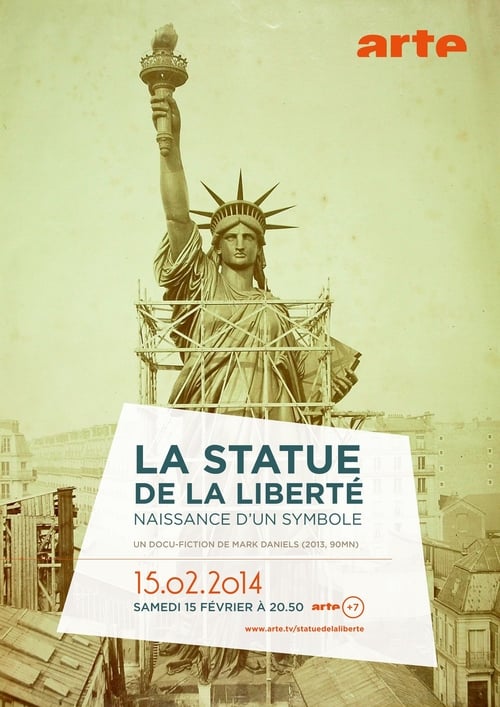 arte
LA STATUE
DE LA LIBERTÉ
NAISSANCE D'UN SYMBOLE
UN DOCU-FICTION DE MARK DANIELS (2013, 90MN)
15.02.2014
SAMEDI 15 FÉVRIER À 20.50 arte +7
www.arte.tv/statuedelaliberte